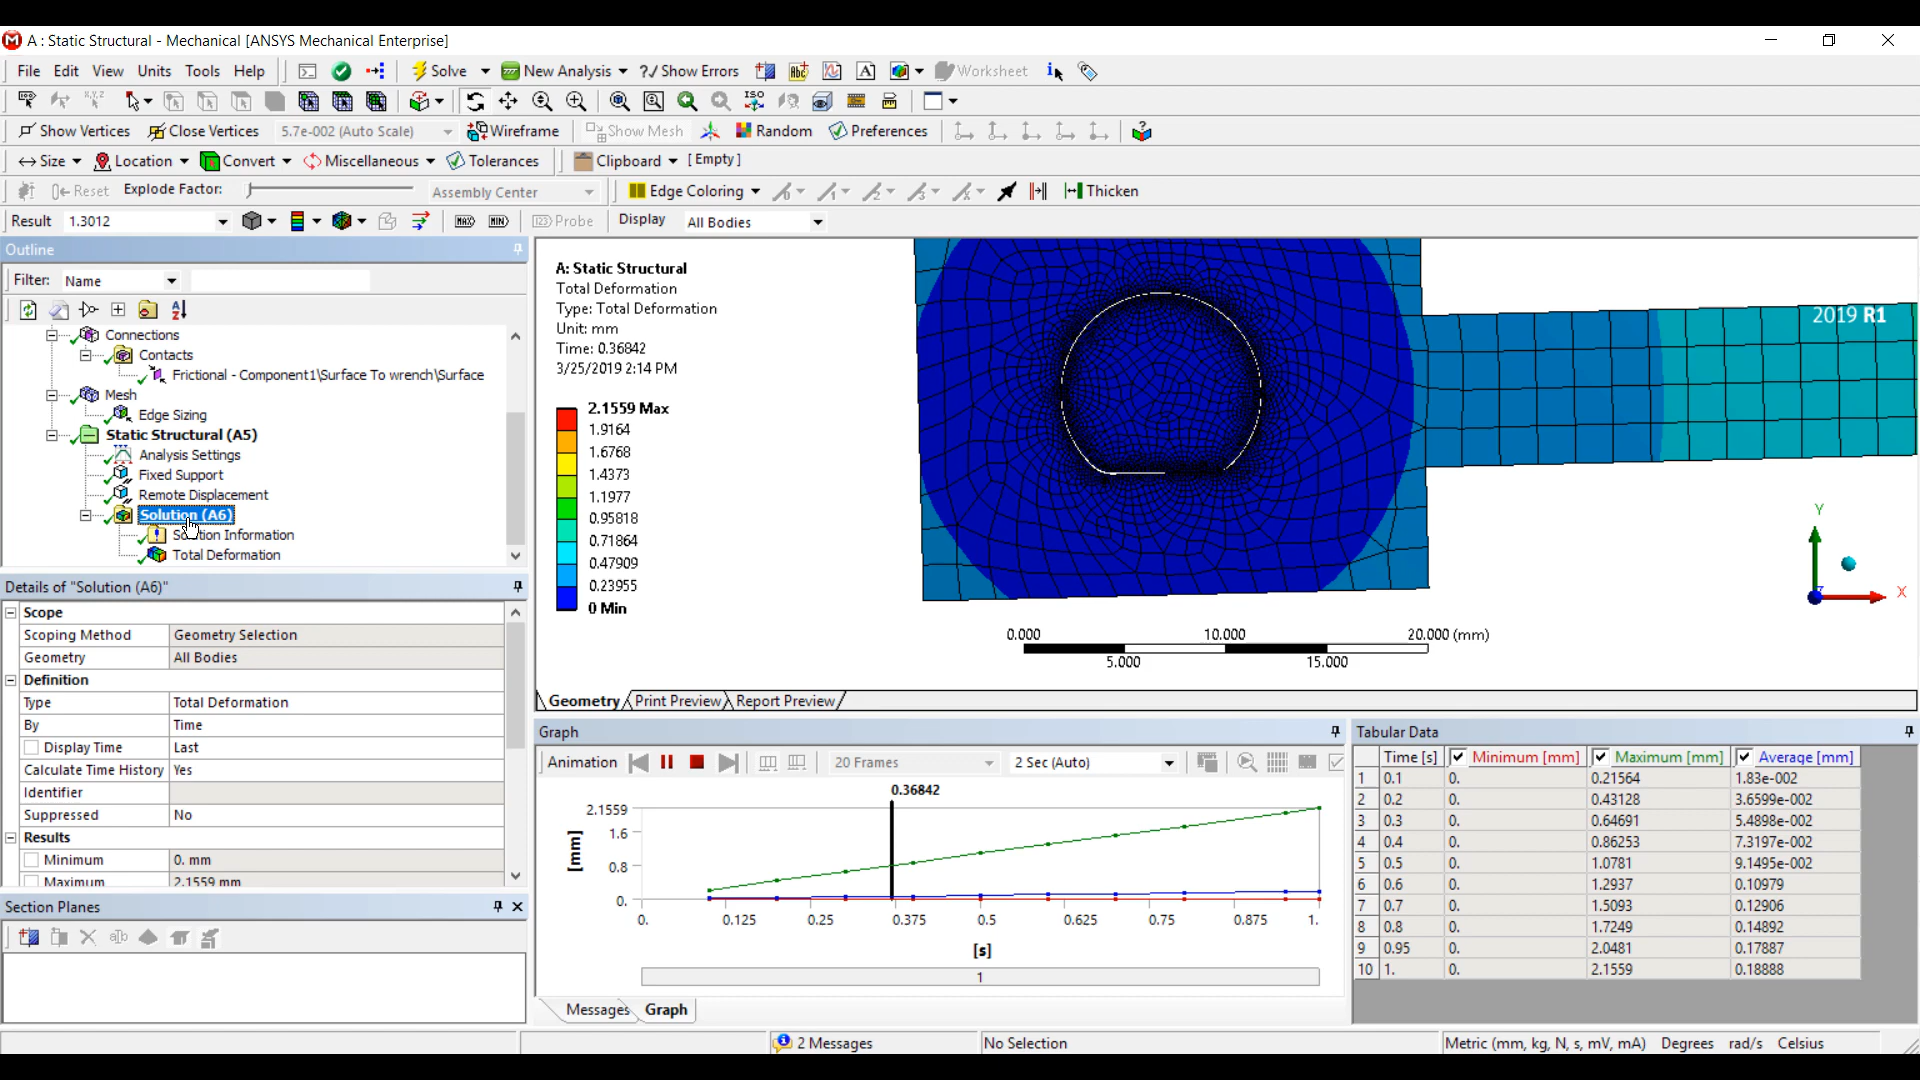 A : Static Structural - Mechanical [ANSYS Mechanical Enterprise]
File Edit View Units Tools Help Solve New Analysis ?/ Show Errors Worksheet
ISO
Show Vertices Close Vertices 5.7e-002 (Auto Scale) Wireframe Show Mesh Random Preferences
Size Location Convert Miscellaneous Tolerances Clipboard [ Empty ]
Reset Explode Factor: Assembly Center Edge Coloring Thicken
Result 1.3012 MAX MIN Probe Display All Bodies
Outline
Filter: Name
Connections
Contacts
Frictional - Component1\Surface To wrench\Surface
Mesh
Edge Sizing
Static Structural (A5)
Analysis Settings
Fixed Support
Remote Displacement
Solution (A6)
Solution Information
Total Deformation
Details of "Solution (A6)"
Scope
Scoping Method Geometry Selection
Geometry All Bodies
Definition
Type Total Deformation
By Time
Display Time Last
Calculate Time History Yes
Identifier
Suppressed No
Results
Minimum 0. mm
Maximum 2.1559 mm
Section Planes
A: Static Structural
Total Deformation
Type: Total Deformation
Unit: mm
Time: 0.36842
3/25/2019 2:14 PM
2.1559 Max
1.9164
1.6768
1.4373
1.1977
0.95818
0.71864
0.47909
0.23955
0 Min
2019 R1
Y
X
Z
0.000 10.000 20.000 (mm)
5.000 15.000
Geometry Print Preview Report Preview
Graph
Animation 20 Frames 2 Sec (Auto)
0.36842
2.1559
1.6
0.8
0.
[mm]
0. 0.125 0.25 0.375 0.5 0.625 0.75 0.875 1.
[s]
1
Messages Graph
Tabular Data
Time [s] Minimum [mm] Maximum [mm] Average [mm]
1 0.1 0. 0.21564 1.83e-002
2 0.2 0. 0.43128 3.6599e-002
3 0.3 0. 0.64691 5.4898e-002
4 0.4 0. 0.86253 7.3197e-002
5 0.5 0. 1.0781 9.1495e-002
6 0.6 0. 1.2937 0.10979
7 0.7 0. 1.5093 0.12906
8 0.8 0. 1.7249 0.14892
9 0.95 0. 2.0481 0.17887
10 1. 0. 2.1559 0.18888
2 Messages No Selection Metric (mm, kg, N, s, mV, mA) Degrees rad/s Celsius